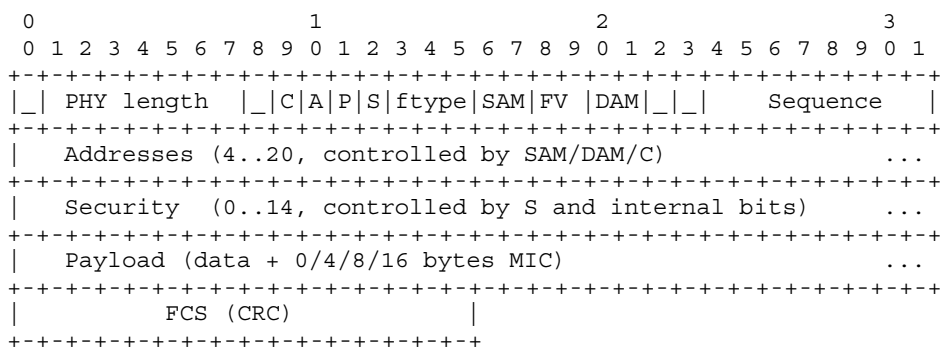 0                   1                   2                   3
 0 1 2 3 4 5 6 7 8 9 0 1 2 3 4 5 6 7 8 9 0 1 2 3 4 5 6 7 8 9 0 1
+-+-+-+-+-+-+-+-+-+-+-+-+-+-+-+-+-+-+-+-+-+-+-+-+-+-+-+-+-+-+-+-+
|_| PHY length  |_|C|A|P|S|ftype|SAM|FV |DAM|_|_|    Sequence   |
+-+-+-+-+-+-+-+-+-+-+-+-+-+-+-+-+-+-+-+-+-+-+-+-+-+-+-+-+-+-+-+-+
|   Addresses (4..20, controlled by SAM/DAM/C)               ...
+-+-+-+-+-+-+-+-+-+-+-+-+-+-+-+-+-+-+-+-+-+-+-+-+-+-+-+-+-+-+-+-+
|   Security  (0..14, controlled by S and internal bits)     ...
+-+-+-+-+-+-+-+-+-+-+-+-+-+-+-+-+-+-+-+-+-+-+-+-+-+-+-+-+-+-+-+-+
|   Payload (data + 0/4/8/16 bytes MIC)                      ...
+-+-+-+-+-+-+-+-+-+-+-+-+-+-+-+-+-+-+-+-+-+-+-+-+-+-+-+-+-+-+-+-+
|          FCS (CRC)            |
+-+-+-+-+-+-+-+-+-+-+-+-+-+-+-+-+